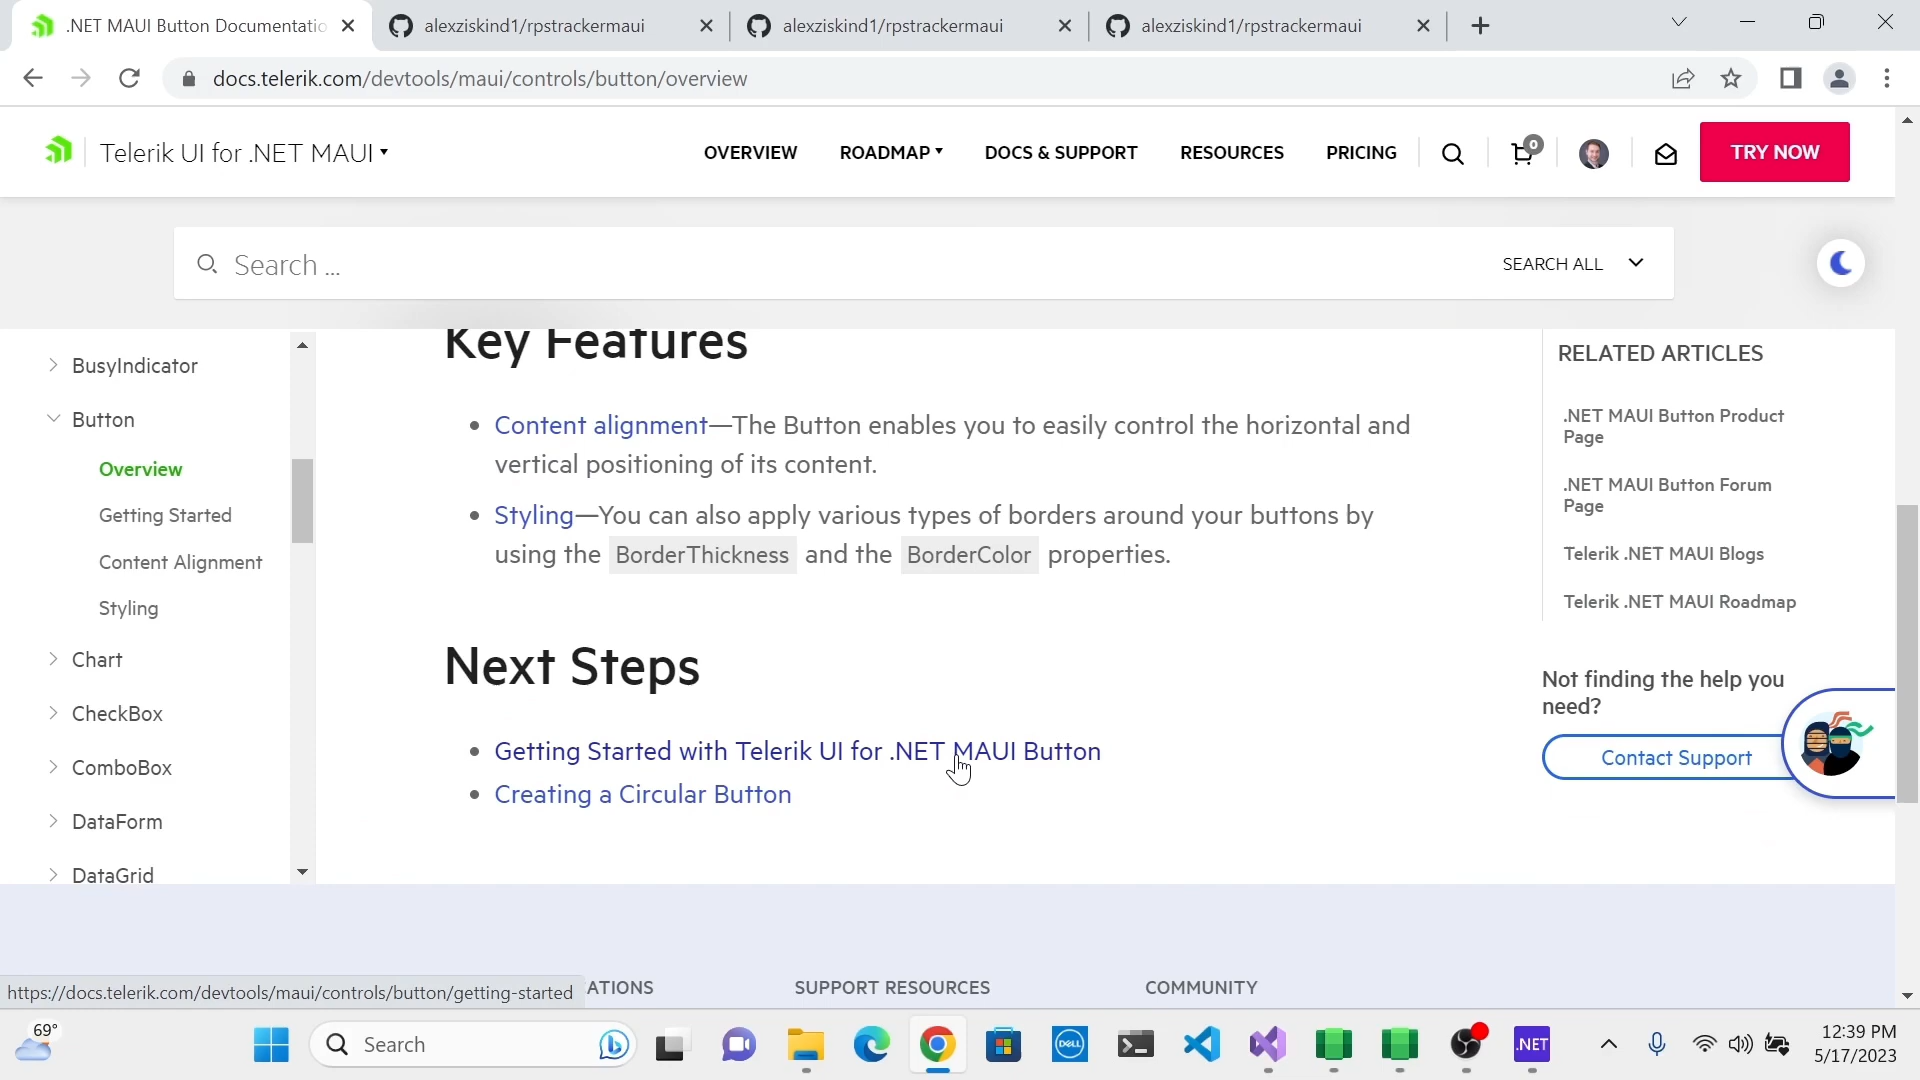 .NET MAUI Button Documentatio
alexziskind1/rpstrackermaui
alexziskind1/rpstrackermaui
alexziskind1/rpstrackermaui
docs.telerik.com/devtools/maui/controls/button/overview
Telerik UI for .NET MAUI
OVERVIEW
ROADMAP
DOCS & SUPPORT
RESOURCES
PRICING
0
TRY NOW
Search ...
SEARCH ALL
BusyIndicator
Button
Overview
Getting Started
Content Alignment
Styling
Chart
CheckBox
ComboBox
DataForm
DataGrid
Key Features
Content alignment—The Button enables you to easily control the horizontal and
vertical positioning of its content.
Styling—You can also apply various types of borders around your buttons by
using the BorderThickness and the BorderColor properties.
Next Steps
Getting Started with Telerik UI for .NET MAUI Button
Creating a Circular Button
RELATED ARTICLES
.NET MAUI Button Product
Page
.NET MAUI Button Forum
Page
Telerik .NET MAUI Blogs
Telerik .NET MAUI Roadmap
Not finding the help you
need?
Contact Support
https://docs.telerik.com/devtools/maui/controls/button/getting-started
ATIONS
SUPPORT RESOURCES
COMMUNITY
69°
Search
DELL
.NET
12:39 PM
5/17/2023